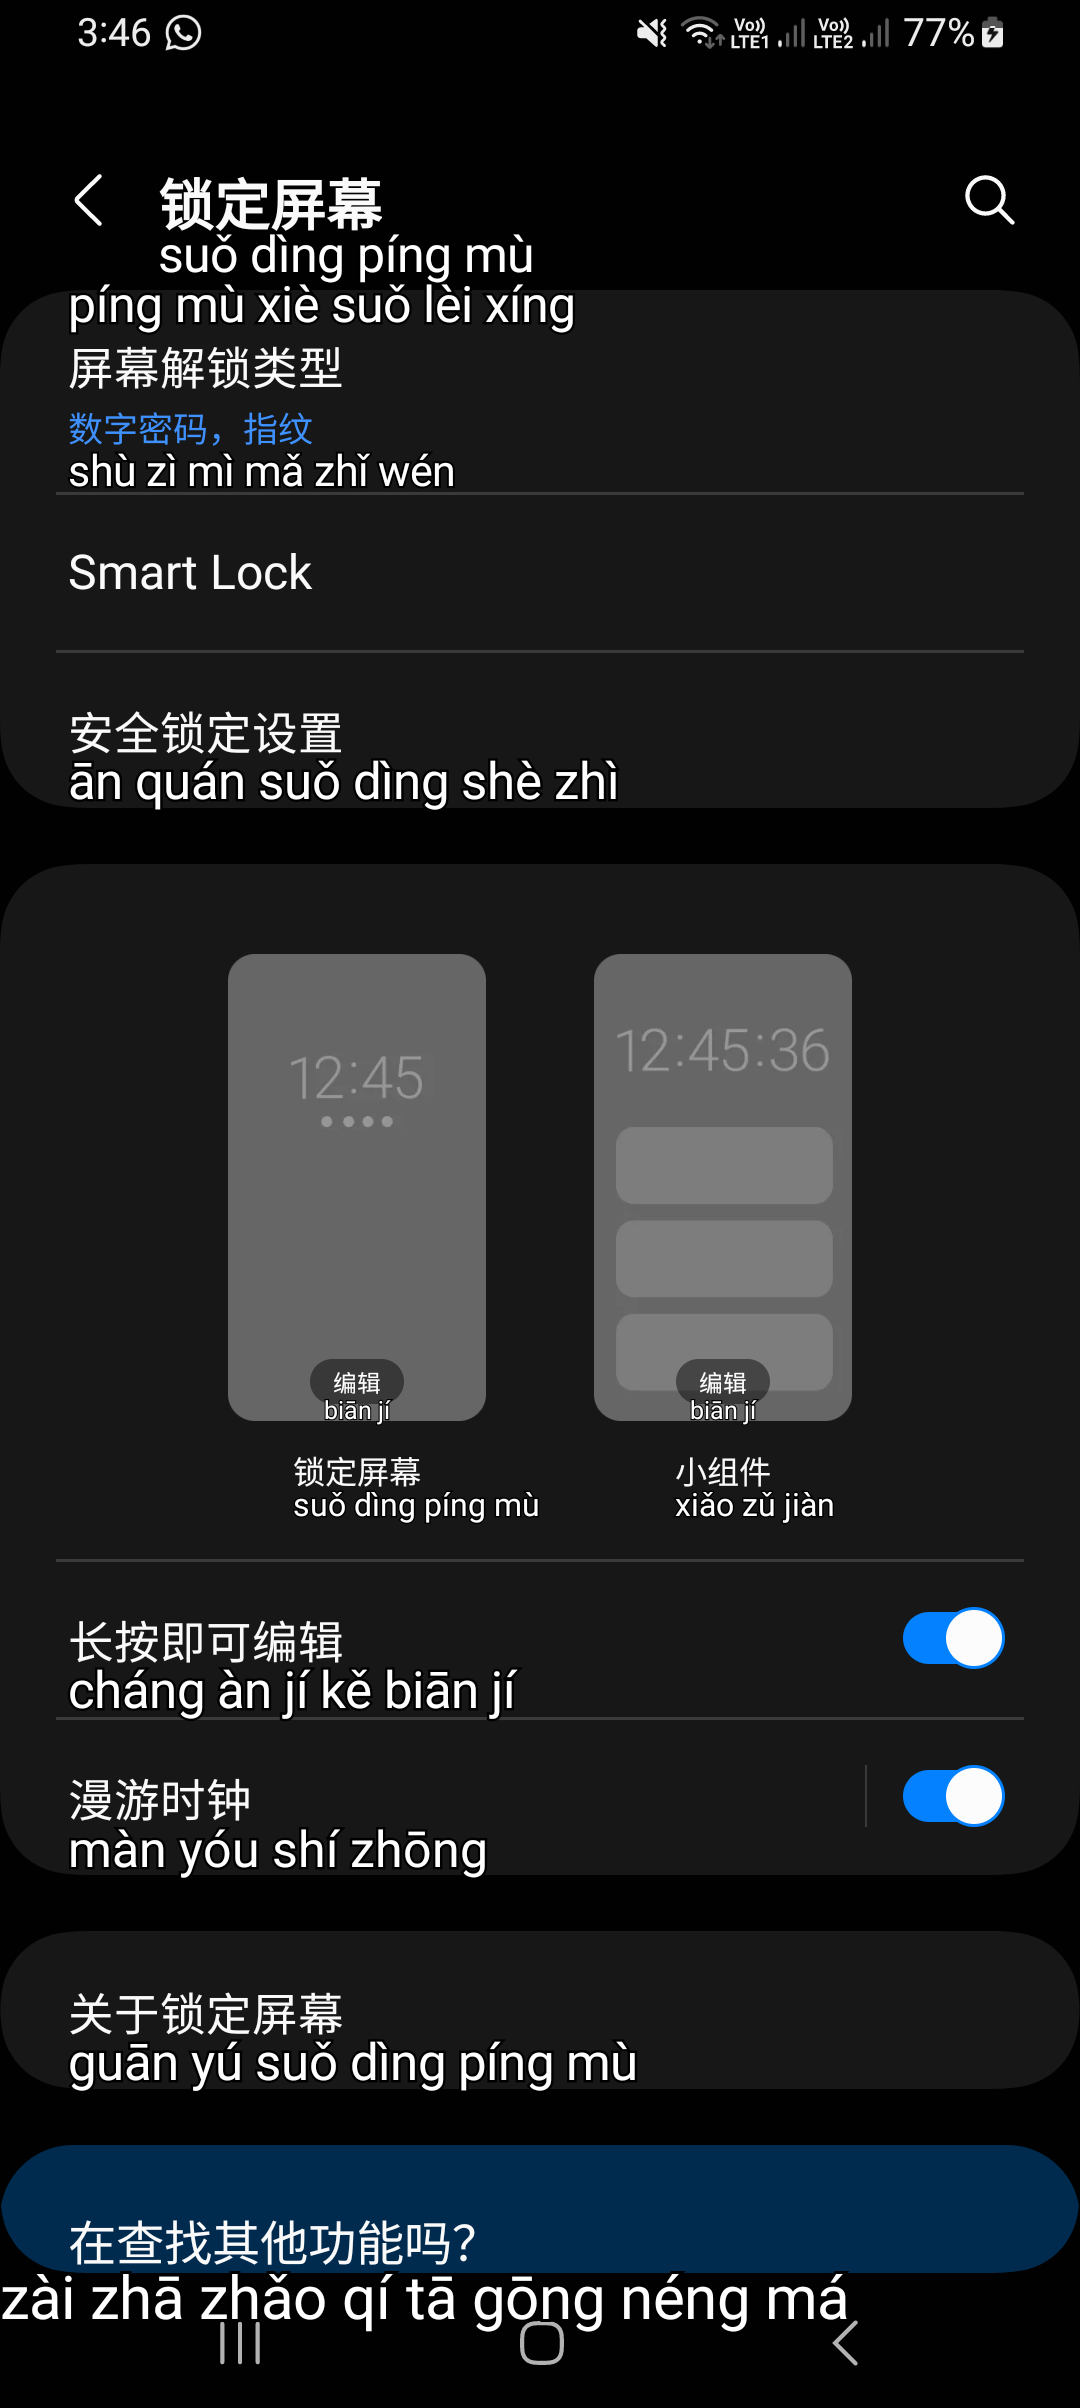 3:46 Vo)) LTE1 Vo)) LTE2 77%
锁定屏幕
suǒ dìng píng mù
píng mù xiè suǒ lèi xíng
屏幕解锁类型
数字密码，指纹
shù zì mì mǎ zhǐ wén
Smart Lock
安全锁定设置
ān quán suǒ dìng shè zhì
12:45
12:45:36
编辑
biān jí
编辑
biān jí
锁定屏幕
suǒ dìng píng mù
小组件
xiǎo zǔ jiàn
长按即可编辑
cháng àn jí kě biān jí
漫游时钟
màn yóu shí zhōng
关于锁定屏幕
guān yú suǒ dìng píng mù
在查找其他功能吗？
zài zhā zhǎo qí tā gōng néng má